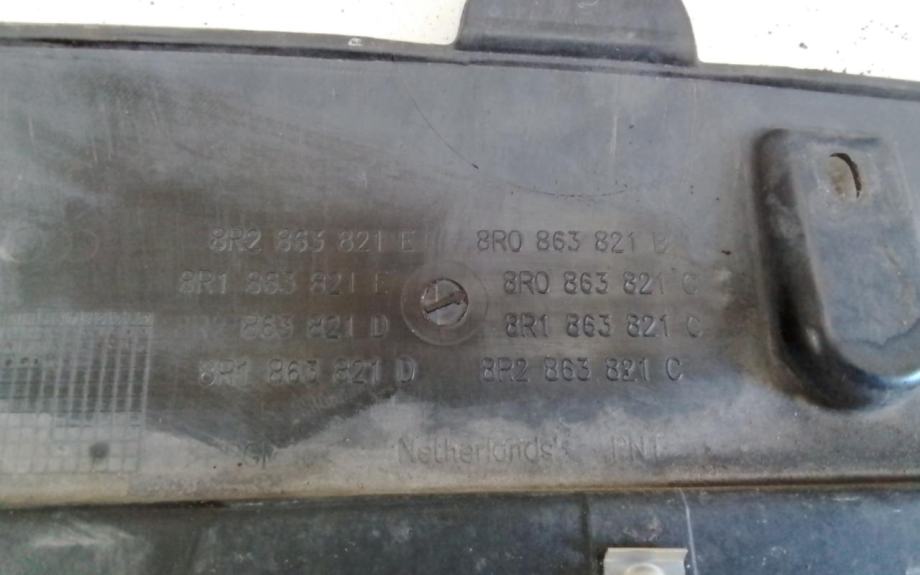 8R2 863 821 E 8R0 863 821 B
8R1 863 821 E 8R0 863 821 C
863 821 D 8R1 863 821 C
8R1 863 821 D 8R2 863 821 C
Netherlands